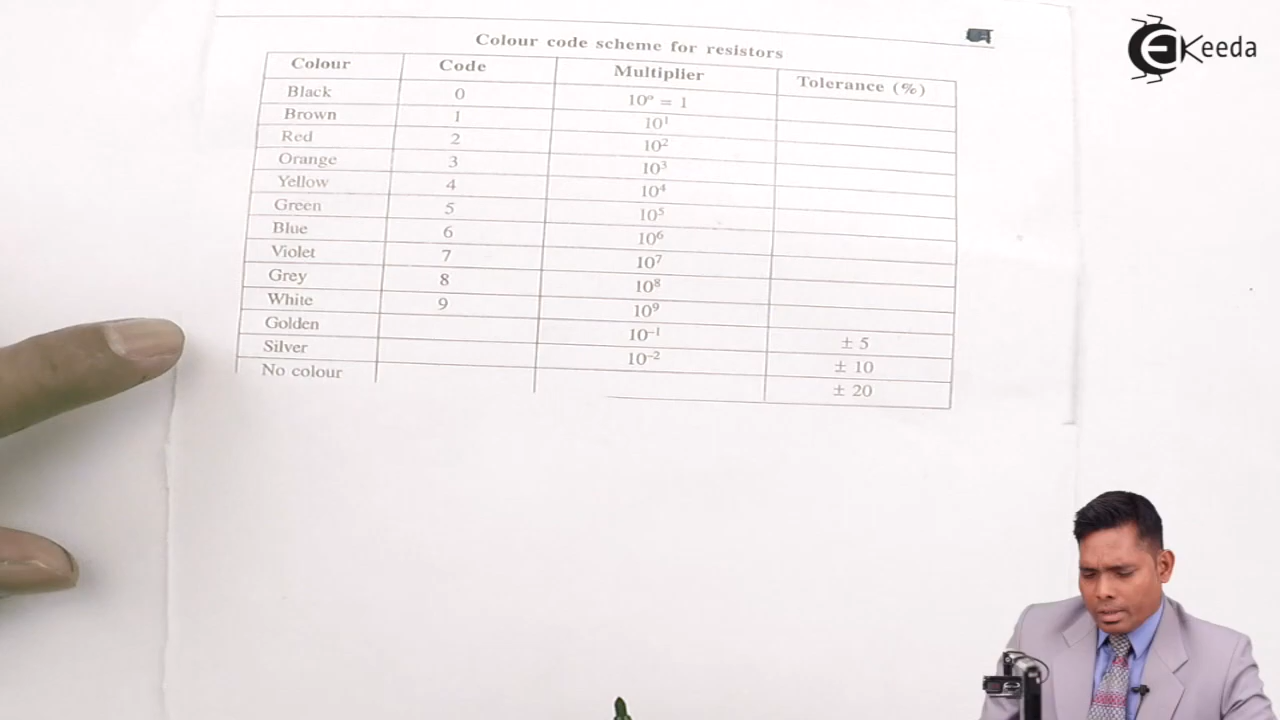 Keeda
Colour code scheme for resistors
Colour Code Multiplier Tolerance (%)
Black 0 10⁰ = 1
Brown 1 10¹
Red 2 10²
Orange 3 10³
Yellow 4 10⁴
Green 5 10⁵
Blue 6 10⁶
Violet 7 10⁷
Grey 8 10⁸
White 9 10⁹
Golden 10⁻¹ ± 5
Silver 10⁻² ± 10
No colour ± 20